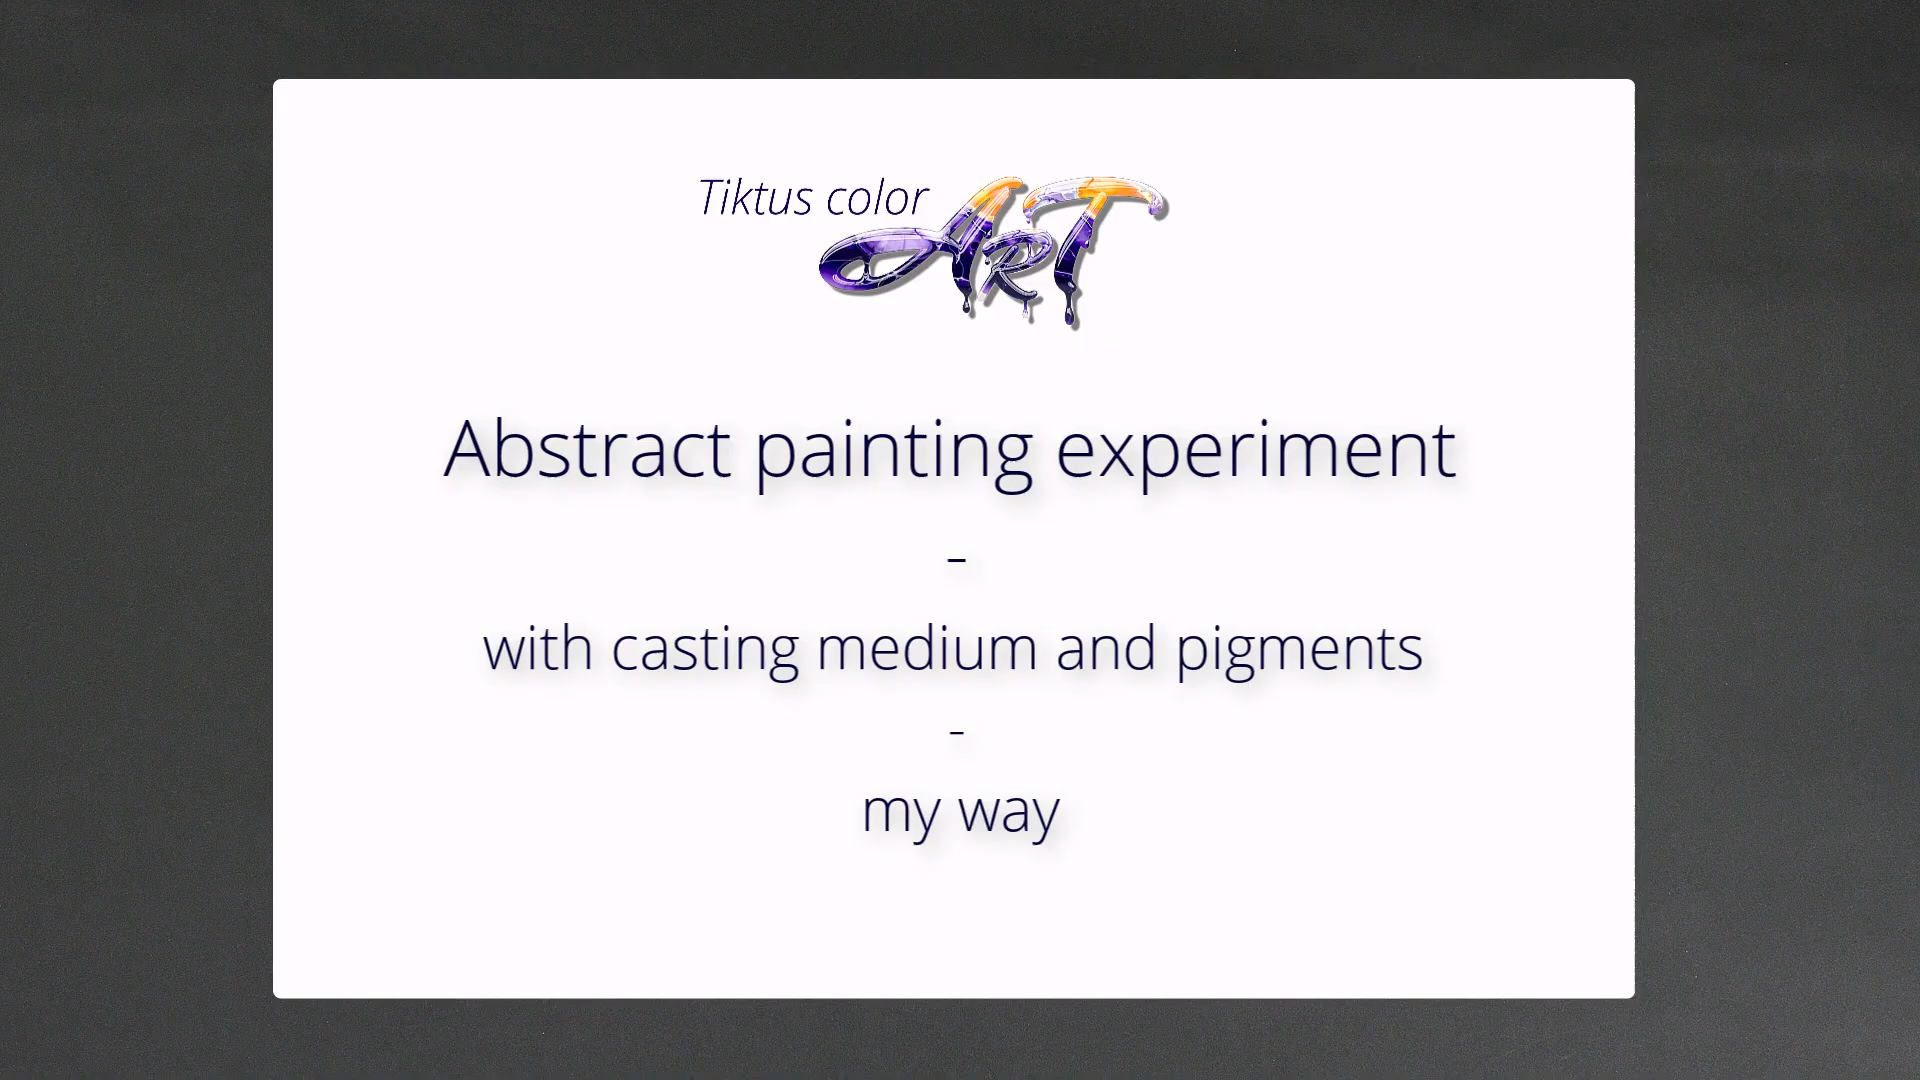 Tiktus color ART
Abstract painting experiment
-
with casting medium and pigments
-
my way